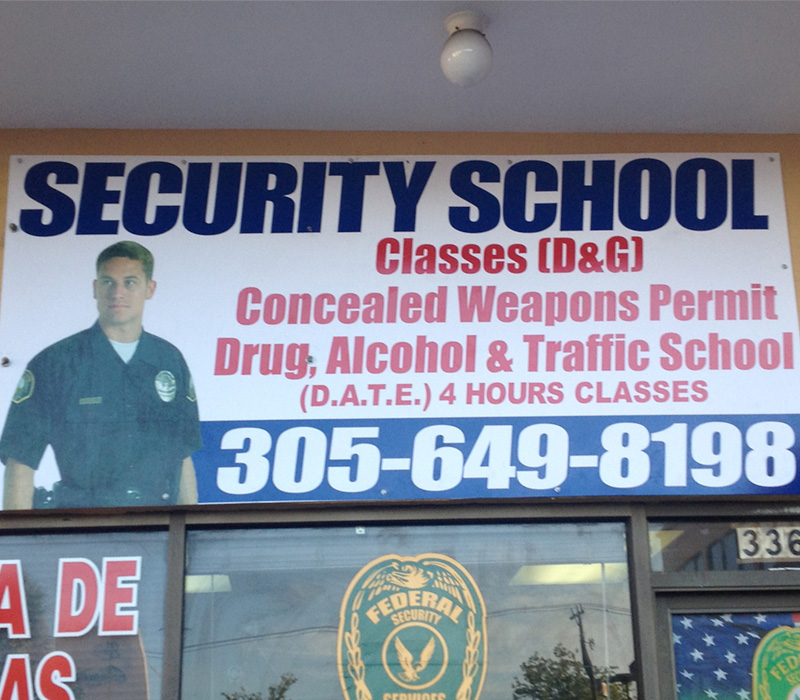 SECURITY SCHOOL
Classes (D&G)
Concealed Weapons Permit
Drug, Alcohol & Traffic School
(D.A.T.E.) 4 HOURS CLASSES
305-649-8198
336
A DE
AS
FEDERAL
SECURITY
SERVICES